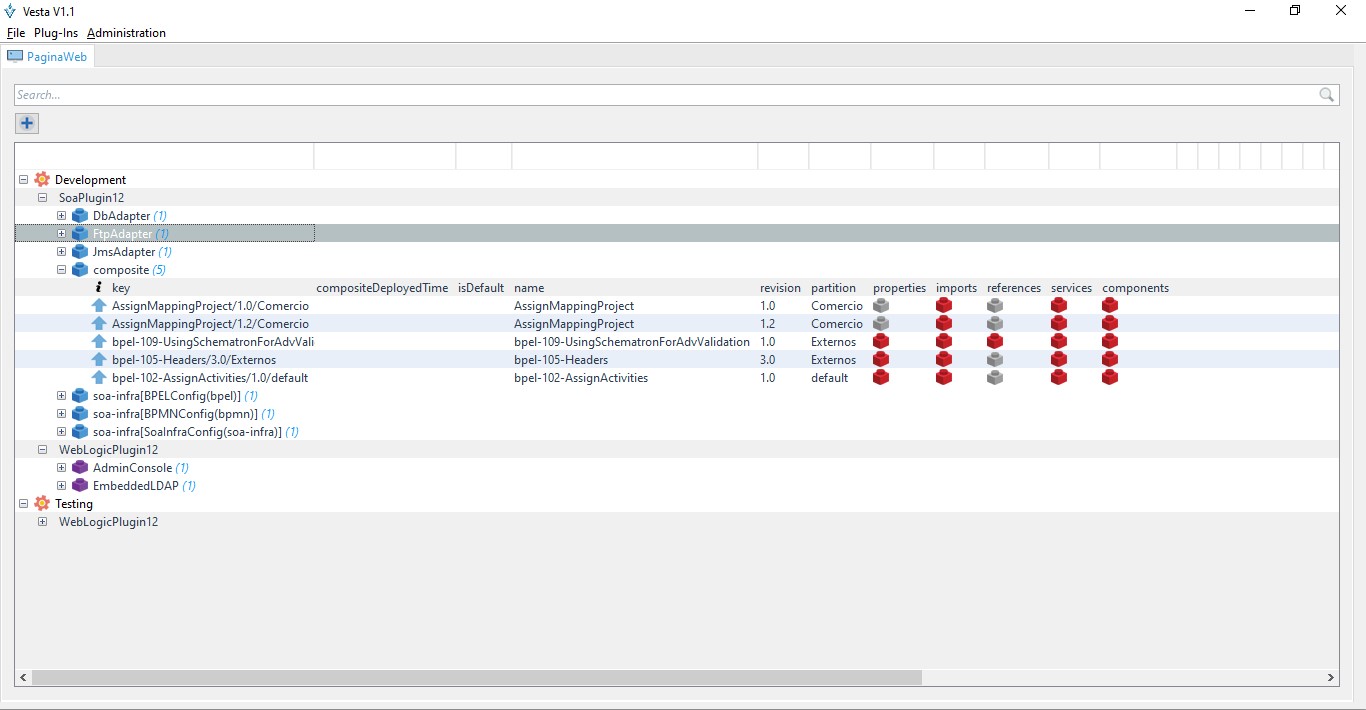 Vesta V1.1
File Plug-Ins Administration
PaginaWeb
Search...
Development
SoaPlugin12
DbAdapter (1)
FtpAdapter (1)
JmsAdapter (1)
composite (5)
key compositeDeployedTime isDefault name revision partition properties imports references services components
AssignMappingProject/1.0/Comercio AssignMappingProject 1.0 Comercio
AssignMappingProject/1.2/Comercio AssignMappingProject 1.2 Comercio
bpel-109-UsingSchematronForAdvVali bpel-109-UsingSchematronForAdvValidation 1.0 Externos
bpel-105-Headers/3.0/Externos bpel-105-Headers 3.0 Externos
bpel-102-AssignActivities/1.0/default bpel-102-AssignActivities 1.0 default
soa-infra[BPELConfig(bpel)] (1)
soa-infra[BPMNConfig(bpmn)] (1)
soa-infra[SoaInfraConfig(soa-infra)] (1)
WebLogicPlugin12
AdminConsole (1)
EmbeddedLDAP (1)
Testing
WebLogicPlugin12